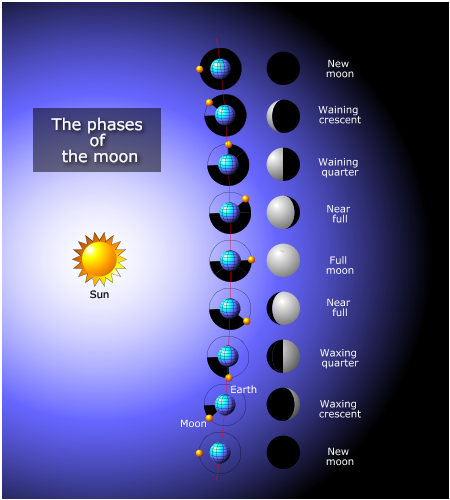 The phases
of
the moon
New
moon
Waining
crescent
Waining
quarter
Near
full
Full
moon
Near
full
Waxing
quarter
Waxing
crescent
New
moon
Sun
Earth
Moon